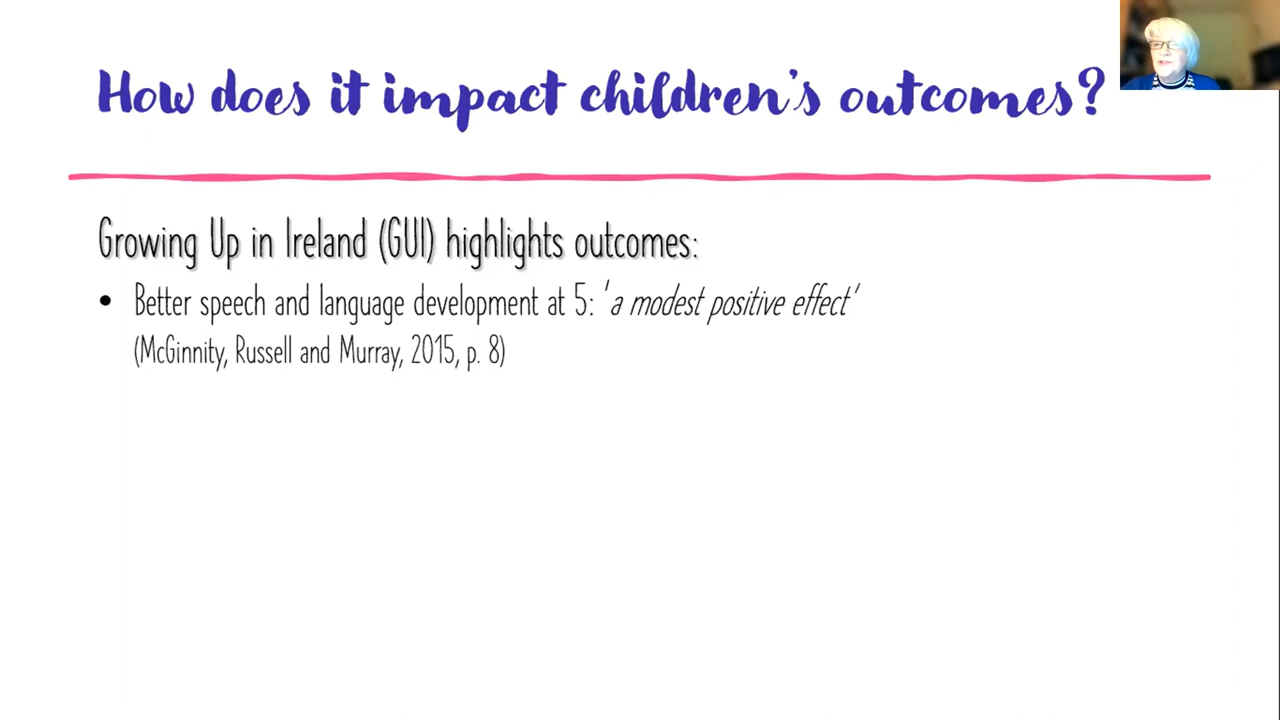 How does it impact children's outcomes?
Growing Up in Ireland (GUI) highlights outcomes:
• Better speech and language development at 5: 'a modest positive effect'
(McGinnity, Russell and Murray, 2015, p. 8)